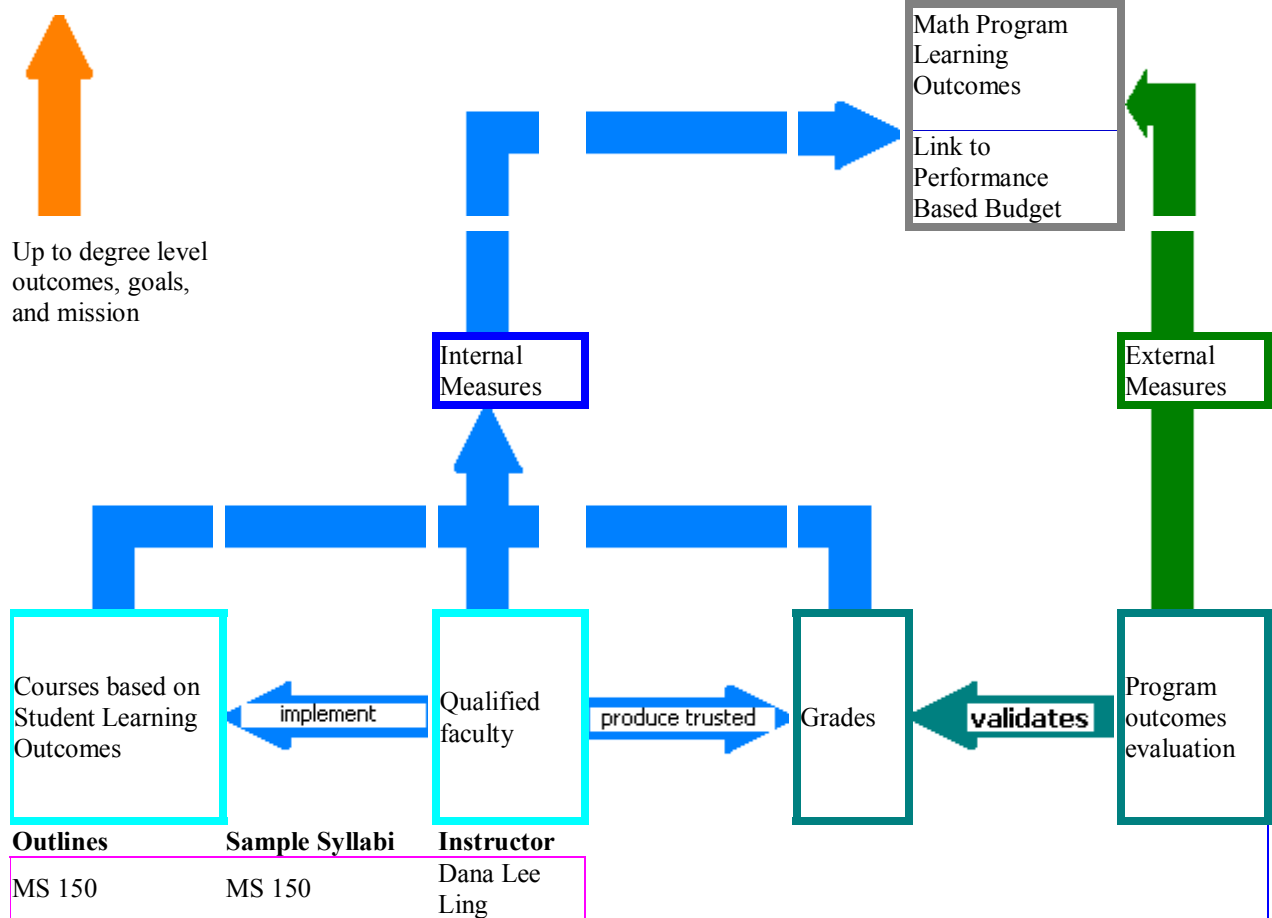 Math Program
Learning
Outcomes
Link to
Performance
Based Budget
Up to degree level
outcomes, goals,
and mission
Internal
Measures
External
Measures
Courses based on
Student Learning
Outcomes
implement
Qualified
faculty
produce trusted
Grades
validates
Program
outcomes
evaluation
Outlines
Sample Syllabi
Instructor
MS 150
MS 150
Dana Lee
Ling